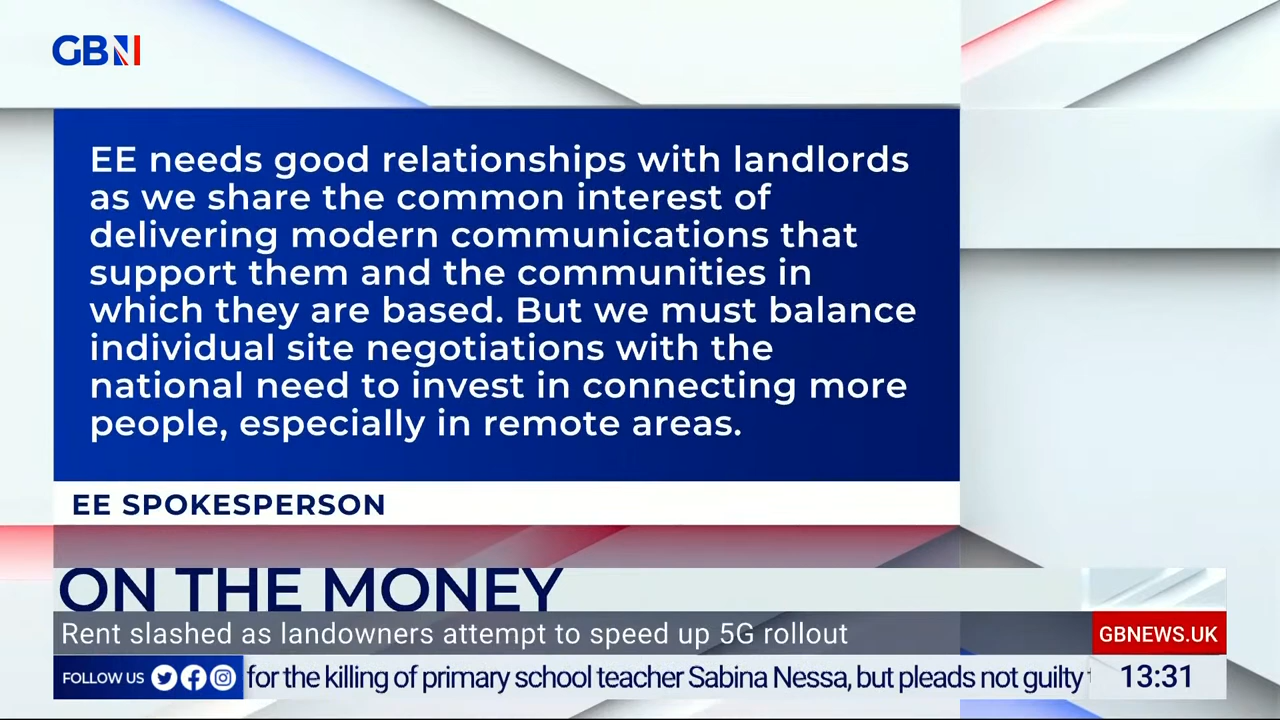 GBN
EE needs good relationships with landlords
as we share the common interest of
delivering modern communications that
support them and the communities in
which they are based. But we must balance
individual site negotiations with the
national need to invest in connecting more
people, especially in remote areas.
EE SPOKESPERSON
ON THE MONEY
Rent slashed as landowners attempt to speed up 5G rollout
GBNEWS.UK
FOLLOW US
for the killing of primary school teacher Sabina Nessa, but pleads not guilty
13:31